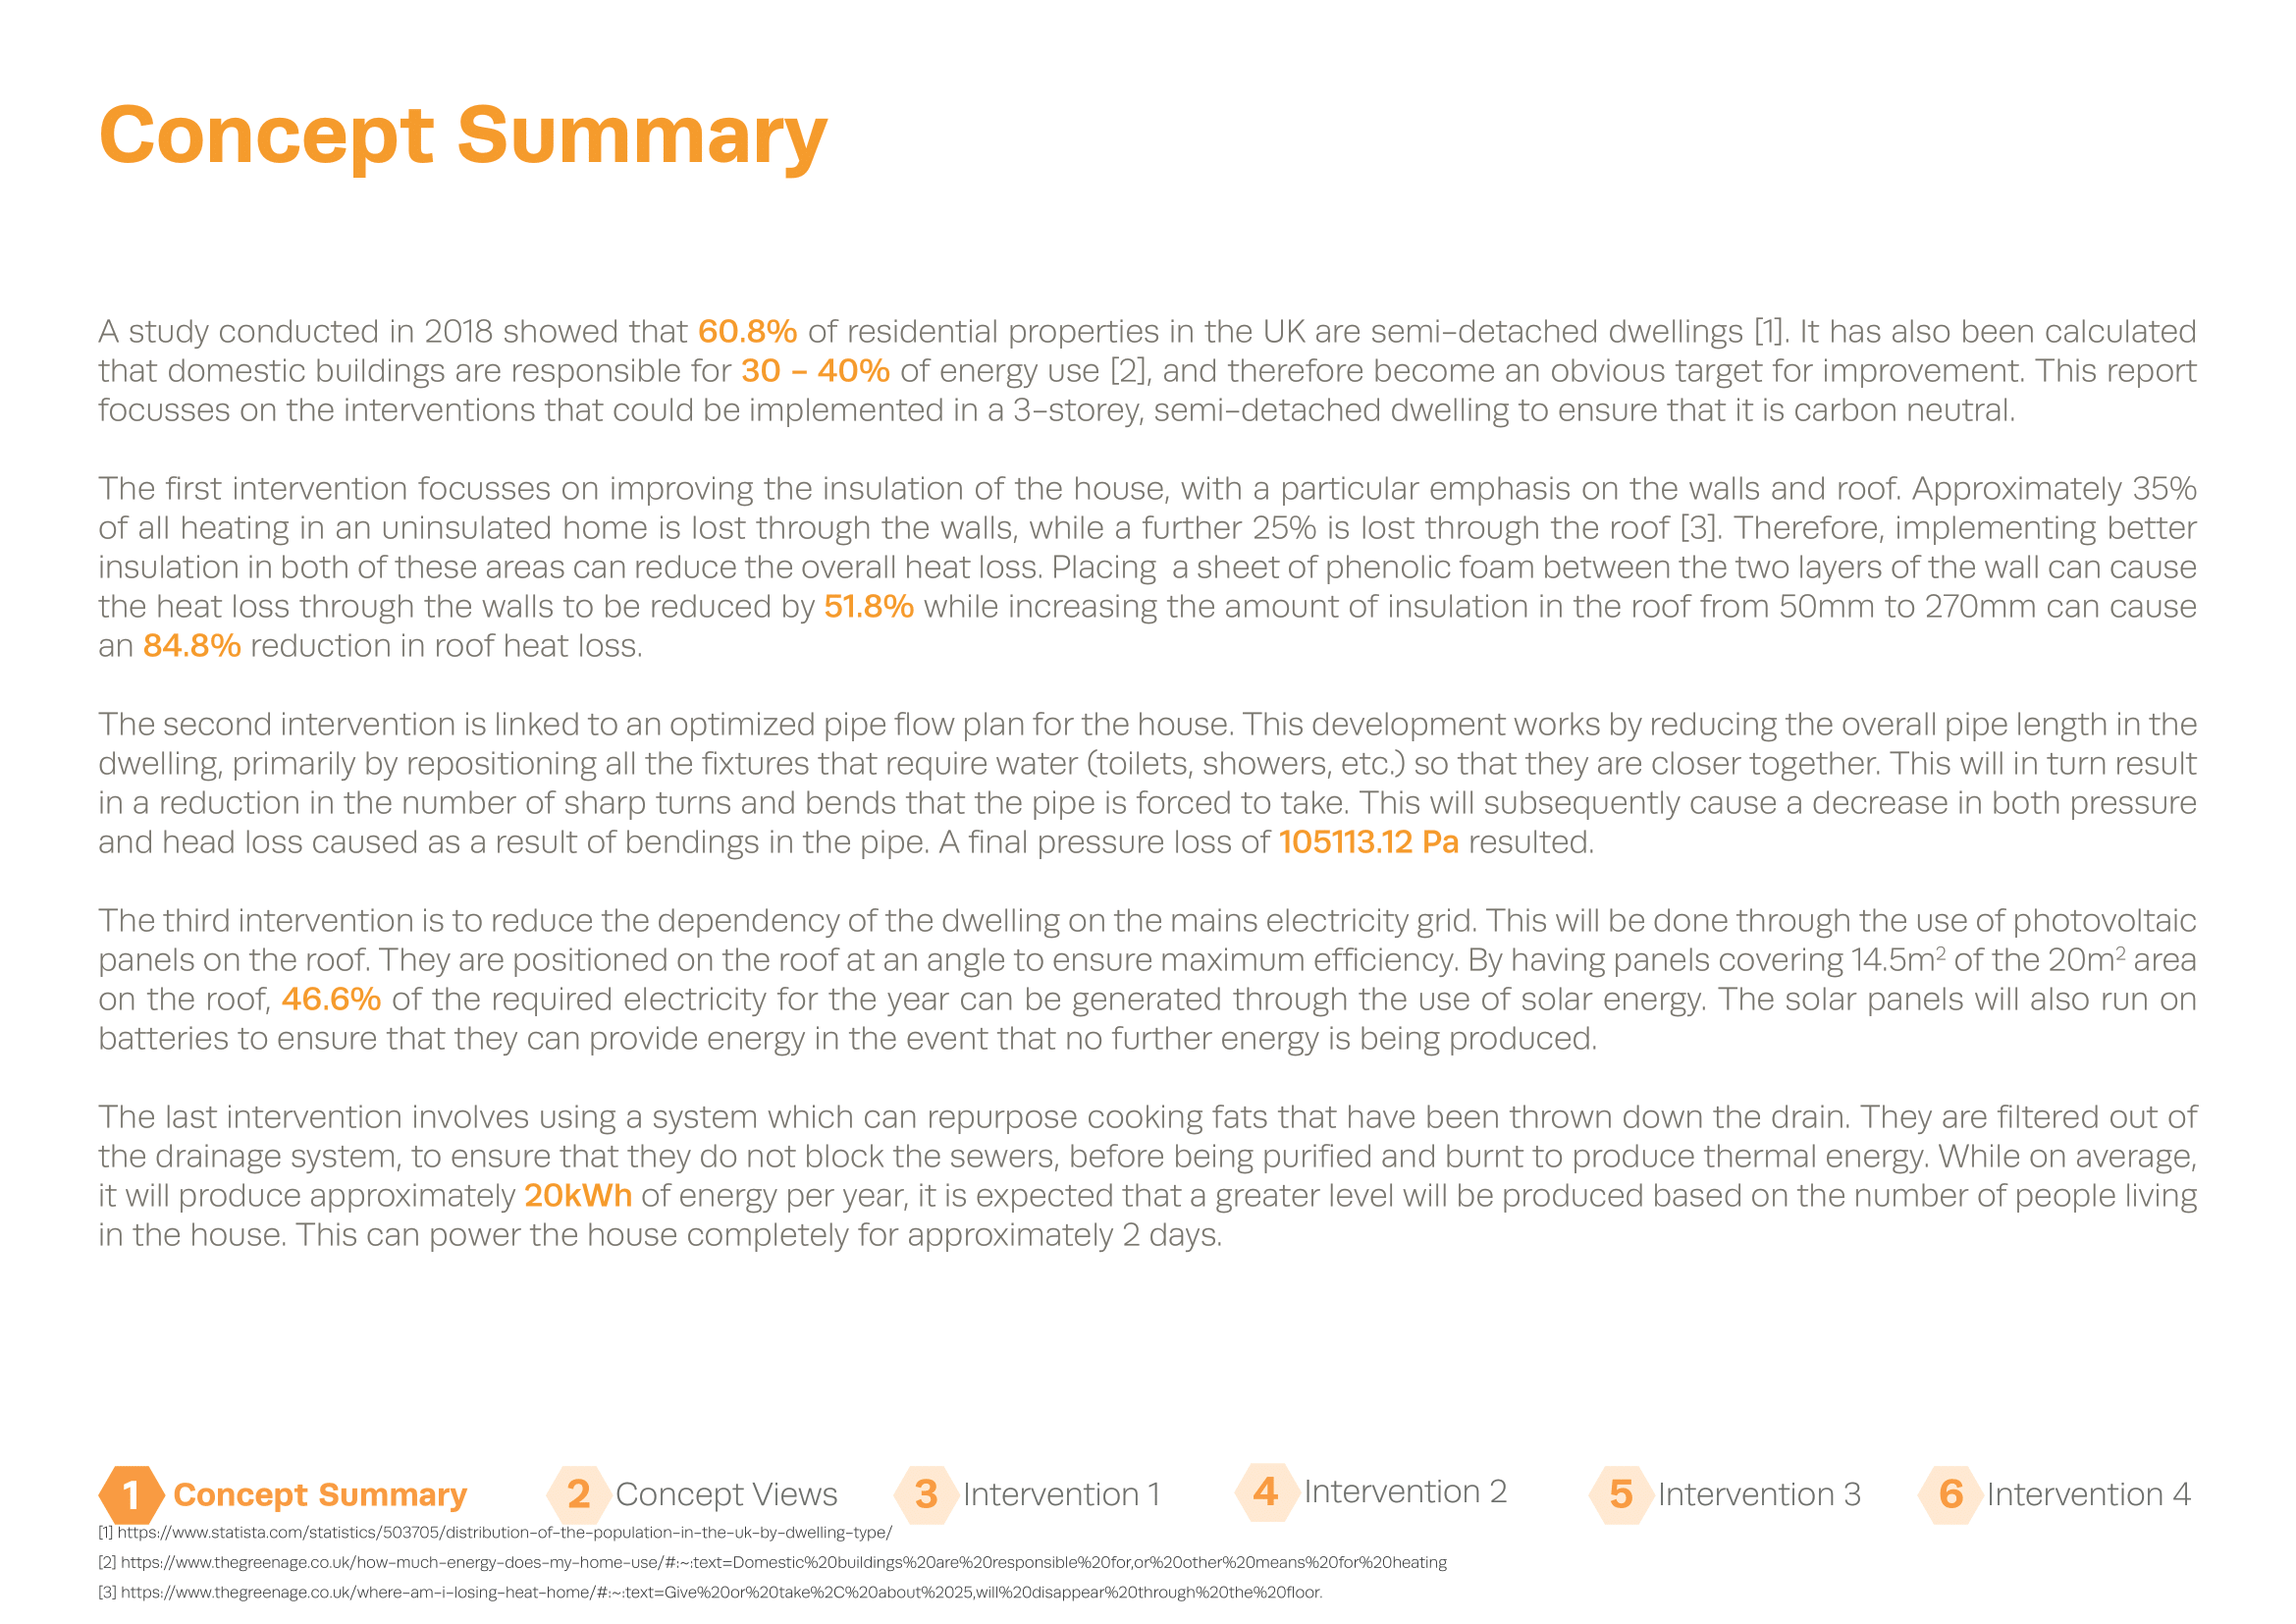 Concept Summary
A study conducted in 2018 showed that 60.8% of residential properties in the UK are semi-detached dwellings [1]. It has also been calculated
that domestic buildings are responsible for 30 - 40% of energy use [2], and therefore become an obvious target for improvement. This report
focusses on the interventions that could be implemented in a 3-storey, semi-detached dwelling to ensure that it is carbon neutral.
The first intervention focusses on improving the insulation of the house, with a particular emphasis on the walls and roof. Approximately 35%
of all heating in an uninsulated home is lost through the walls, while a further 25% is lost through the roof [3]. Therefore, implementing better
insulation in both of these areas can reduce the overall heat loss. Placing a sheet of phenolic foam between the two layers of the wall can cause
the heat loss through the walls to be reduced by 51.8% while increasing the amount of insulation in the roof from 50mm to 270mm can cause
an 84.8% reduction in roof heat loss.
The second intervention is linked to an optimized pipe flow plan for the house. This development works by reducing the overall pipe length in the
dwelling, primarily by repositioning all the fixtures that require water (toilets, showers, etc.) so that they are closer together. This will in turn result
in a reduction in the number of sharp turns and bends that the pipe is forced to take. This will subsequently cause a decrease in both pressure
and head loss caused as a result of bendings in the pipe. A final pressure loss of 105113.12 Pa resulted.
The third intervention is to reduce the dependency of the dwelling on the mains electricity grid. This will be done through the use of photovoltaic
panels on the roof. They are positioned on the roof at an angle to ensure maximum efficiency. By having panels covering 14.5m² of the 20m² area
on the roof, 46.6% of the required electricity for the year can be generated through the use of solar energy. The solar panels will also run on
batteries to ensure that they can provide energy in the event that no further energy is being produced.
The last intervention involves using a system which can repurpose cooking fats that have been thrown down the drain. They are filtered out of
the drainage system, to ensure that they do not block the sewers, before being purified and burnt to produce thermal energy. While on average,
it will produce approximately 20kWh of energy per year, it is expected that a greater level will be produced based on the number of people living
in the house. This can power the house completely for approximately 2 days.
1 Concept Summary 2 Concept Views 3 Intervention 1 4 Intervention 2 5 Intervention 3 6 Intervention 4
[1] https://www.statista.com/statistics/503705/distribution-of-the-population-in-the-uk-by-dwelling-type/
[2] https://www.thegreenage.co.uk/how-much-energy-does-my-home-use/#:~:text=Domestic%20buildings%20are%20responsible%20for,or%20other%20means%20for%20heating
[3] https://www.thegreenage.co.uk/where-am-i-losing-heat-home/#:~:text=Give%20or%20take%2C%20about%2025,will%20disappear%20through%20the%20floor.